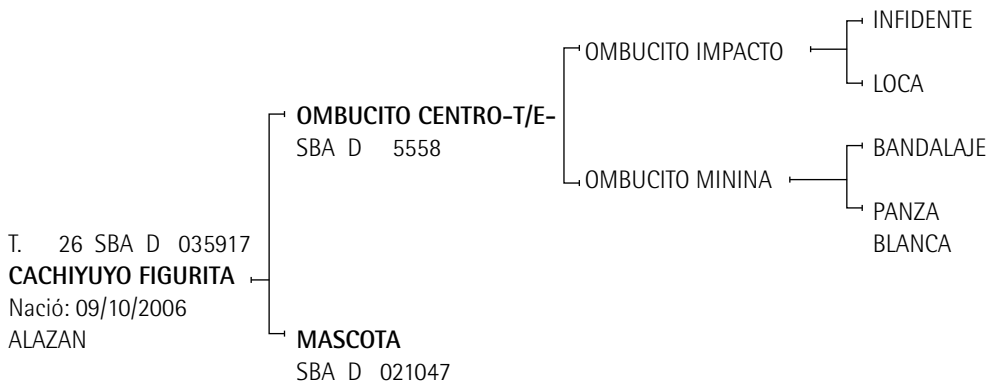 INFIDENTE
OMBUCITO IMPACTO
LOCA
OMBUCITO CENTRO-T/E-
SBA D 5558
BANDALAJE
OMBUCITO MININA
PANZA
BLANCA
T. 26 SBA D 035917
CACHIYUYO FIGURITA
Nació: 09/10/2006
ALAZAN
MASCOTA
SBA D 021047